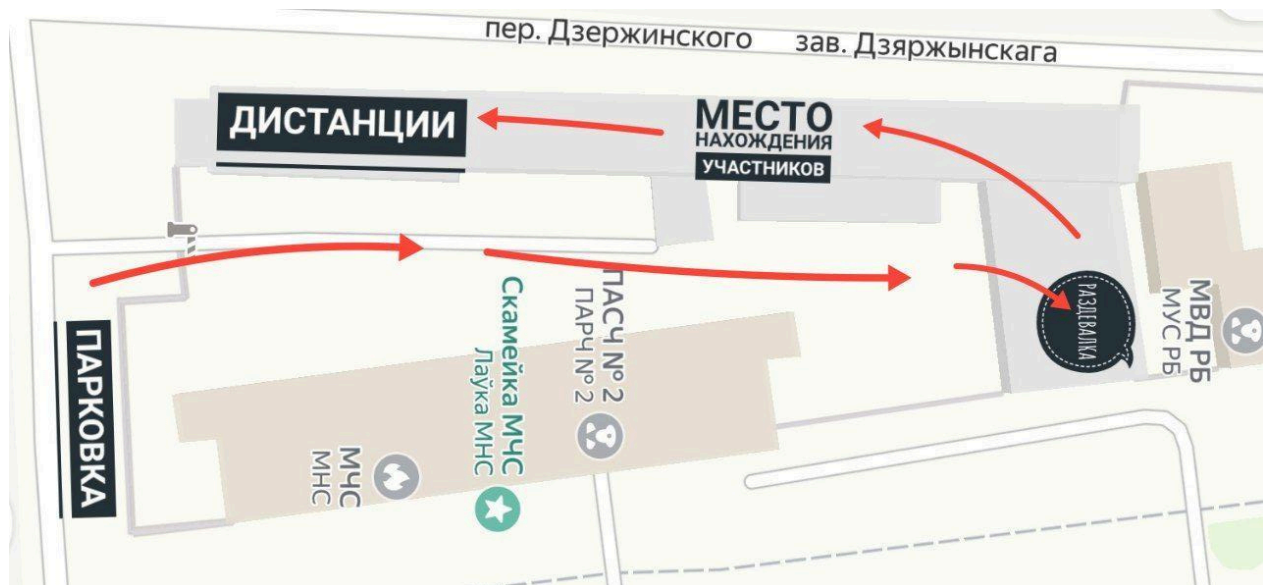 пер. Дзержинского зав. Дзяржынскага
ДИСТАНЦИИ
МЕСТО
НАХОЖДЕНИЯ
УЧАСТНИКОВ
РАЗДЕВАЛКА
МВД РБ
МУС РБ
ПАСЧ № 2
ПАРЧ № 2
Скамейка МЧС
Лаўка МНС
МЧС
МНС
ПАРКОВКА